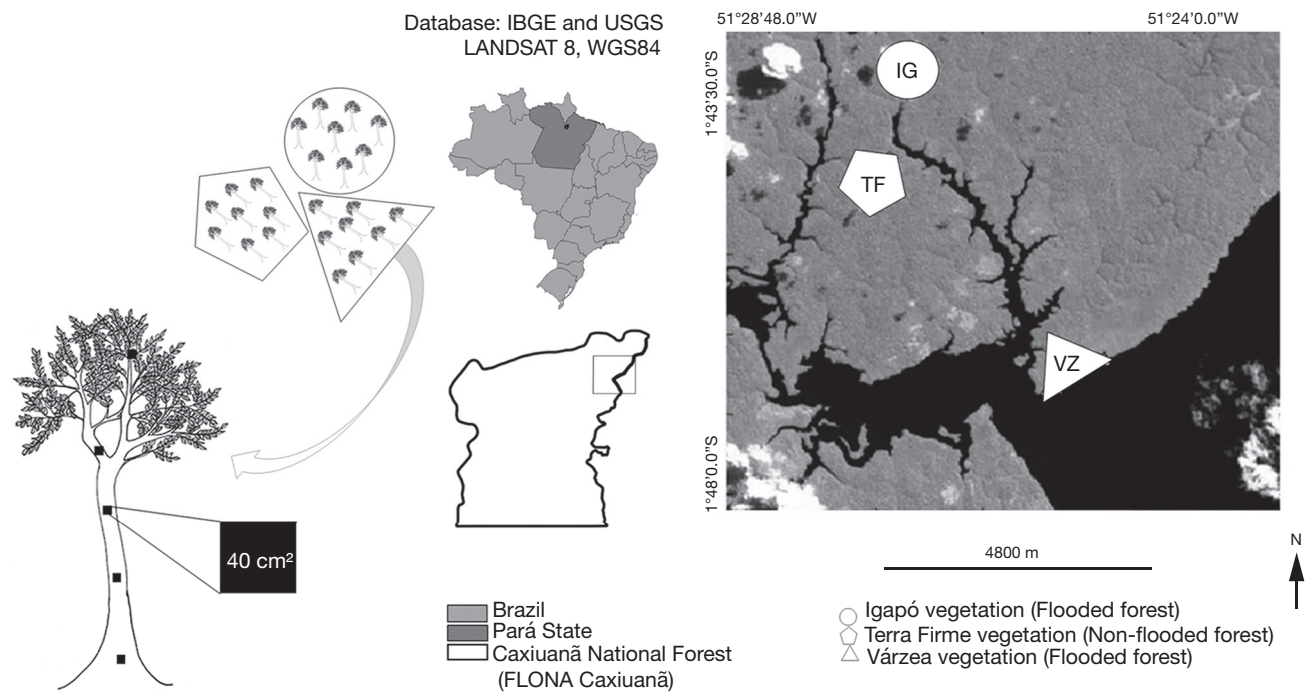 Database: IBGE and USGS
LANDSAT 8, WGS84
51°28'48.0"W
51°24'0.0"W
1°43'30.0"S
1°48'0.0"S
IG
TF
VZ
40 cm²
4800 m
N
Brazil
Pará State
Caxiuanã National Forest
(FLONA Caxiuanã)
Igapó vegetation (Flooded forest)
Terra Firme vegetation (Non-flooded forest)
Várzea vegetation (Flooded forest)